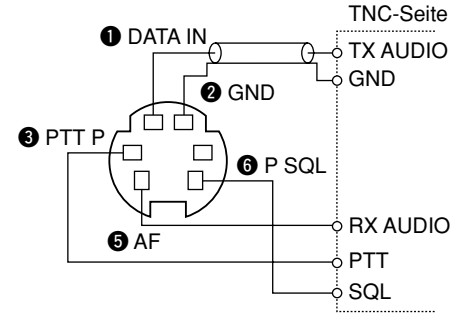 TNC-Seite
❶ DATA IN
TX AUDIO
❷ GND
GND
❸ PTT P
❻ P SQL
RX AUDIO
❺ AF
PTT
SQL